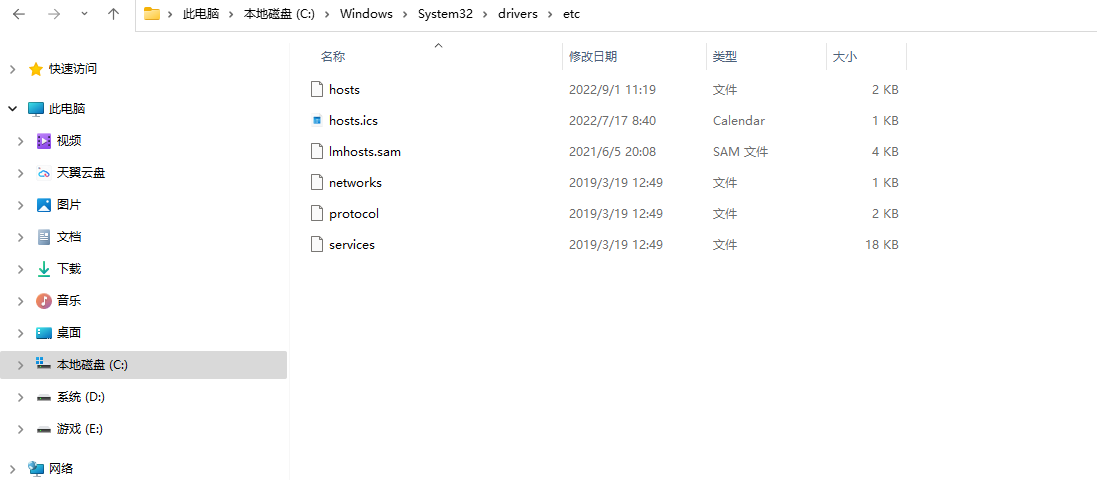 此电脑 本地磁盘 (C:) Windows System32 drivers etc
快速访问
此电脑
视频
天翼云盘
图片
文档
下载
音乐
桌面
本地磁盘 (C:)
系统 (D:)
游戏 (E:)
网络
名称 修改日期 类型 大小
hosts 2022/9/1 11:19 文件 2 KB
hosts.ics 2022/7/17 8:40 Calendar 1 KB
lmhosts.sam 2021/6/5 20:08 SAM 文件 4 KB
networks 2019/3/19 12:49 文件 1 KB
protocol 2019/3/19 12:49 文件 2 KB
services 2019/3/19 12:49 文件 18 KB